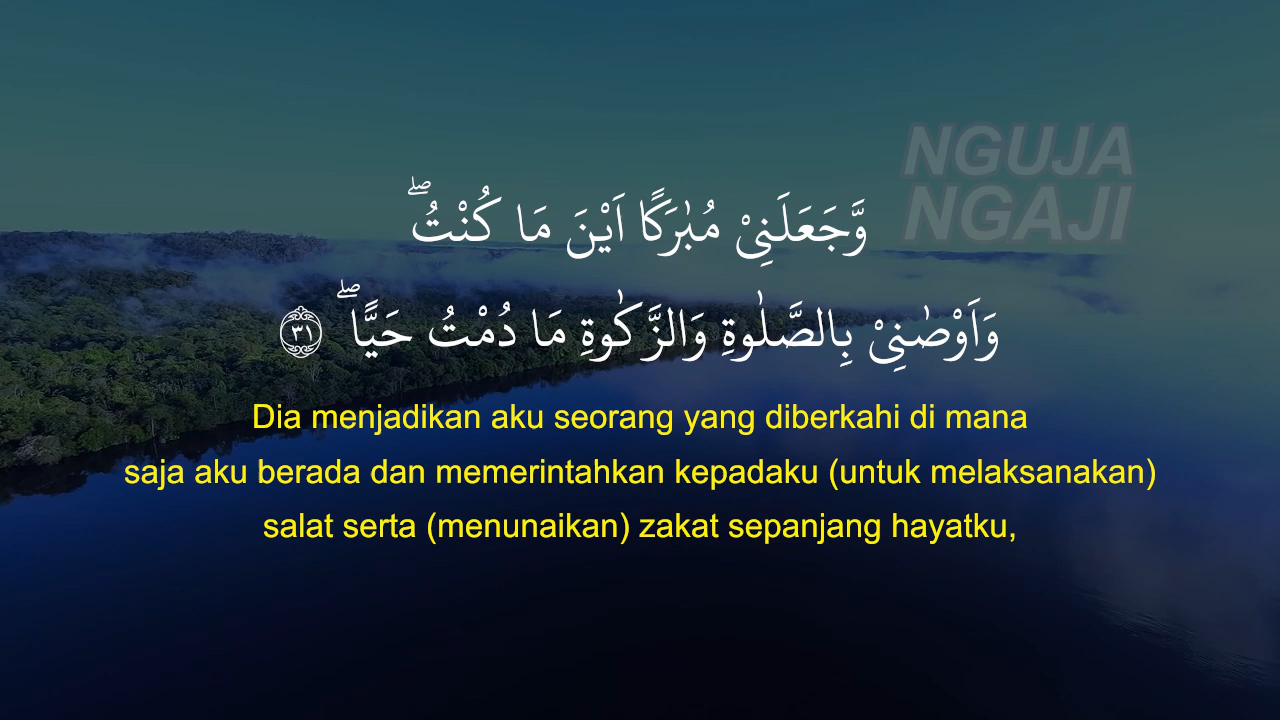 NGUJA
NGAJI
وَّجَعَلَنِيْ مُبٰرَكًا اَيْنَ مَا كُنْتُۖ
وَاَوْصٰنِيْ بِالصَّلٰوةِ وَالزَّكٰوةِ مَا دُمْتُ حَيًّاۖ ۝٣١
Dia menjadikan aku seorang yang diberkahi di mana
saja aku berada dan memerintahkan kepadaku (untuk melaksanakan)
salat serta (menunaikan) zakat sepanjang hayatku,